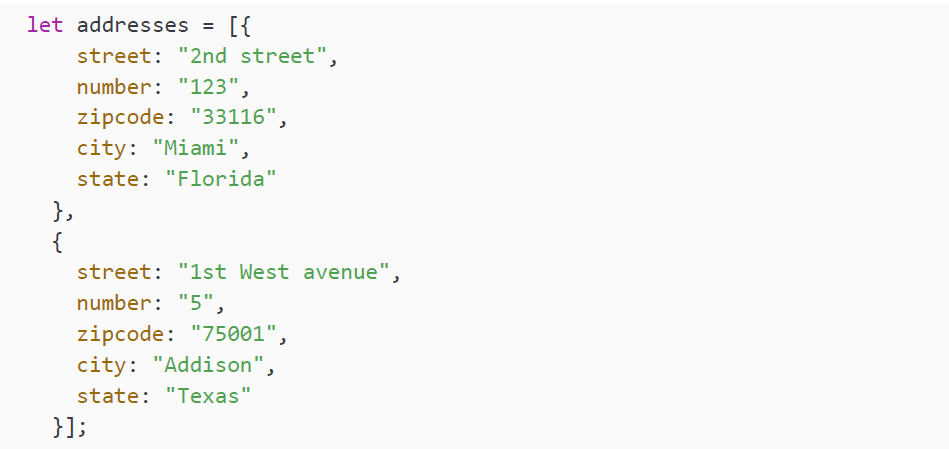 let addresses = [{
street: "2nd street",
number: "123",
zipcode: "33116",
city: "Miami",
state: "Florida"
},
{
street: "1st West avenue",
number: "5",
zipcode: "75001",
city: "Addison",
state: "Texas"
}];